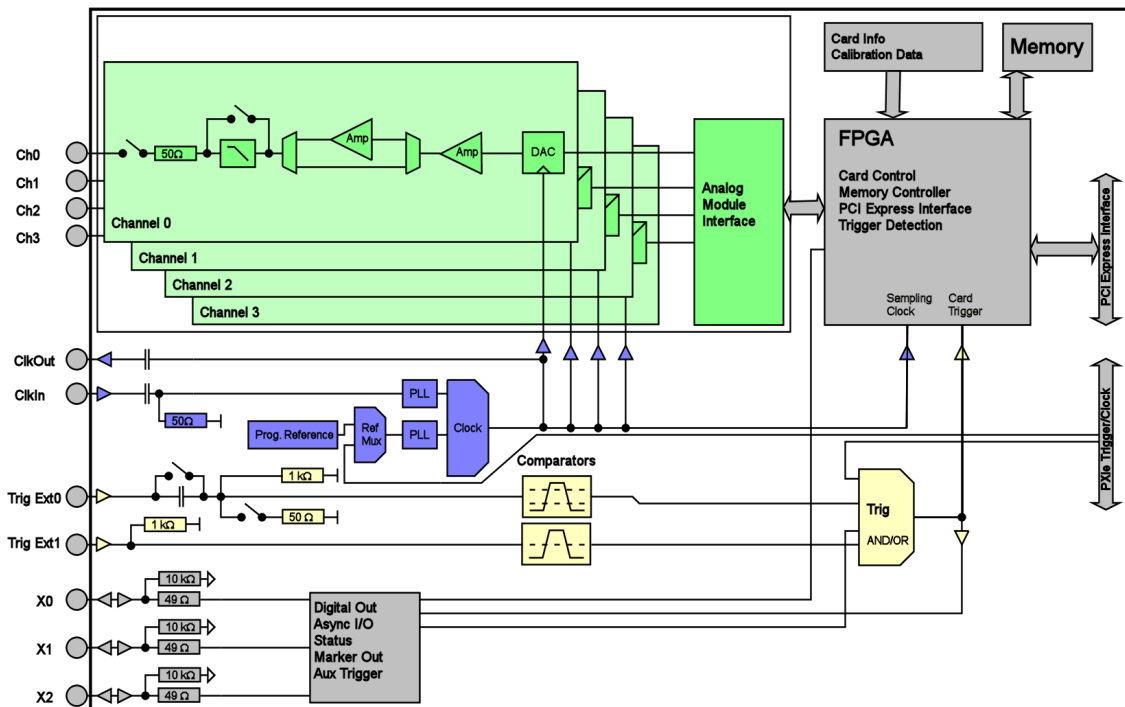 Card Info
Calibration Data
Memory
FPGA
Card Control
Memory Controller
PCI Express Interface
Trigger Detection
Sampling
Clock
Card
Trigger
PCI Express Interface
PXIe Trigger/Clock
Ch0
Ch1
Ch2
Ch3
50Ω
Amp
Amp
DAC
Channel 0
Channel 1
Channel 2
Channel 3
Analog
Module
Interface
ClkOut
ClkIn
50Ω
PLL
Prog. Reference
Ref
Mux
PLL
Clock
Comparators
Trig Ext0
1 kΩ
50 Ω
Trig Ext1
1 kΩ
Trig
AND/OR
X0
10 kΩ
49 Ω
X1
10 kΩ
49 Ω
X2
10 kΩ
49 Ω
Digital Out
Async I/O
Status
Marker Out
Aux Trigger